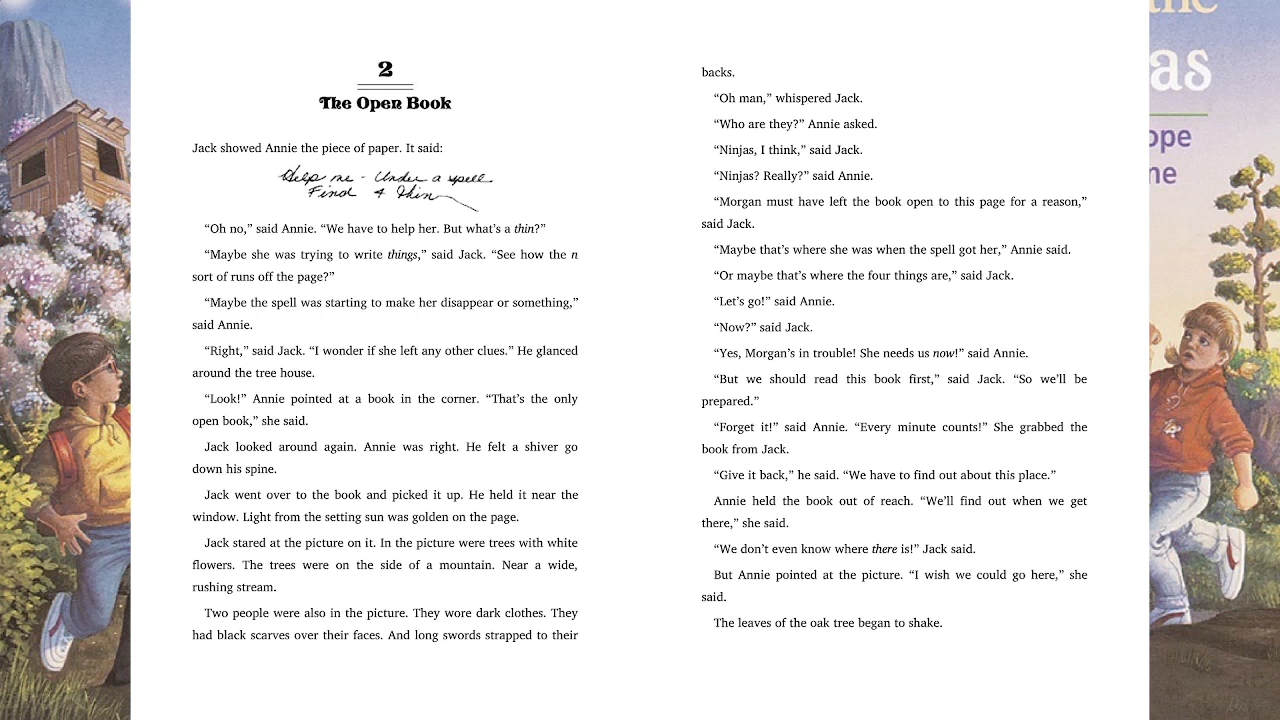 2
The Open Book
Jack showed Annie the piece of paper. It said:
Help me - Under a spell
Find 4 thin
“Oh no,” said Annie. “We have to help her. But what’s a thin?”
“Maybe she was trying to write things,” said Jack. “See how the n
sort of runs off the page?”
“Maybe the spell was starting to make her disappear or something,”
said Annie.
“Right,” said Jack. “I wonder if she left any other clues.” He glanced
around the tree house.
“Look!” Annie pointed at a book in the corner. “That’s the only
open book,” she said.
Jack looked around again. Annie was right. He felt a shiver go
down his spine.
Jack went over to the book and picked it up. He held it near the
window. Light from the setting sun was golden on the page.
Jack stared at the picture on it. In the picture were trees with white
flowers. The trees were on the side of a mountain. Near a wide,
rushing stream.
Two people were also in the picture. They wore dark clothes. They
had black scarves over their faces. And long swords strapped to their
backs.
“Oh man,” whispered Jack.
“Who are they?” Annie asked.
“Ninjas, I think,” said Jack.
“Ninjas? Really?” said Annie.
“Morgan must have left the book open to this page for a reason,”
said Jack.
“Maybe that’s where she was when the spell got her,” Annie said.
“Or maybe that’s where the four things are,” said Jack.
“Let’s go!” said Annie.
“Now?” said Jack.
“Yes, Morgan’s in trouble! She needs us now!” said Annie.
“But we should read this book first,” said Jack. “So we’ll be
prepared.”
“Forget it!” said Annie. “Every minute counts!” She grabbed the
book from Jack.
“Give it back,” he said. “We have to find out about this place.”
Annie held the book out of reach. “We’ll find out when we get
there,” she said.
“We don’t even know where there is!” Jack said.
But Annie pointed at the picture. “I wish we could go here,” she
said.
The leaves of the oak tree began to shake.
the
as
ope
ne